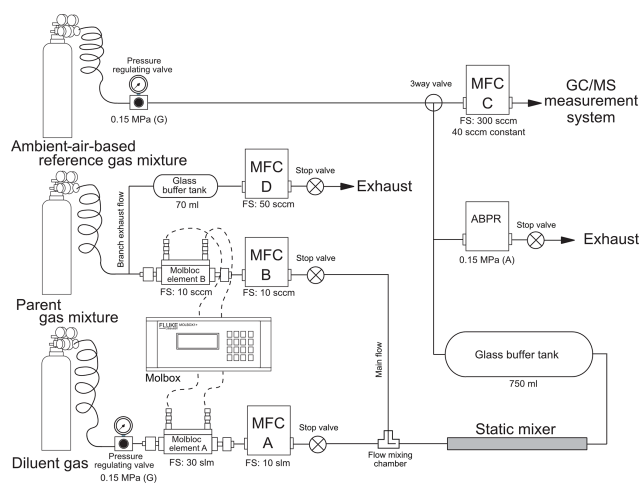 Pressure
regulating valve
0.15 MPa (G)
Ambient-air-based
reference gas mixture
3way valve
MFC
C
FS: 300 sccm
40 sccm constant
GC/MS
measurement
system
Branch exhaust flow
Glass
buffer tank
70 ml
MFC
D
FS: 50 sccm
Stop valve
Exhaust
ABPR
0.15 MPa (A)
Stop valve
Exhaust
Parent
gas mixture
Molbloc
element B
FS: 10 sccm
MFC
B
FS: 10 sccm
Stop valve
FLUKE
MOLBOX1+
Molbox
Main flow
Glass buffer tank
750 ml
Diluent gas
Pressure
regulating valve
0.15 MPa (G)
Molbloc
element A
FS: 30 slm
MFC
A
FS: 10 slm
Stop valve
Flow mixing
chamber
Static mixer